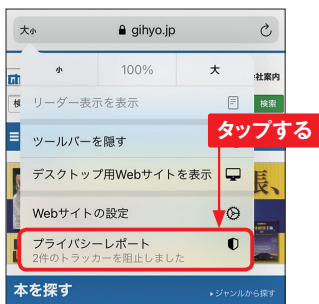 大小 gihyo.jp
小 100% 大
社案内
リーダー表示を表示
検索
タップする
ツールバーを隠す
デスクトップ用Webサイトを表示
Webサイトの設定
プライバシーレポート
2件のトラッカーを阻止しました
本を探す
▸ジャンルから探す